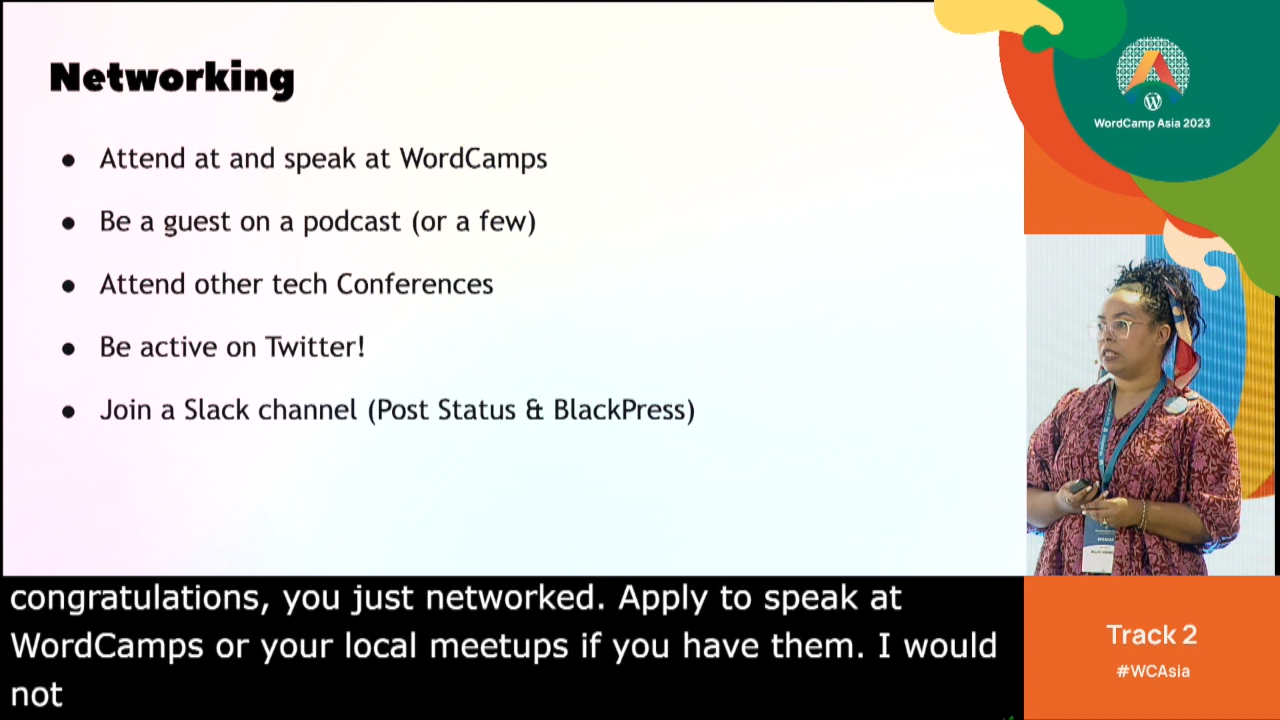 Networking
● Attend at and speak at WordCamps
● Be a guest on a podcast (or a few)
● Attend other tech Conferences
● Be active on Twitter!
● Join a Slack channel (Post Status & BlackPress)
WordCamp Asia 2023
congratulations, you just networked. Apply to speak at
WordCamps or your local meetups if you have them. I would
not
Track 2
#WCAsia